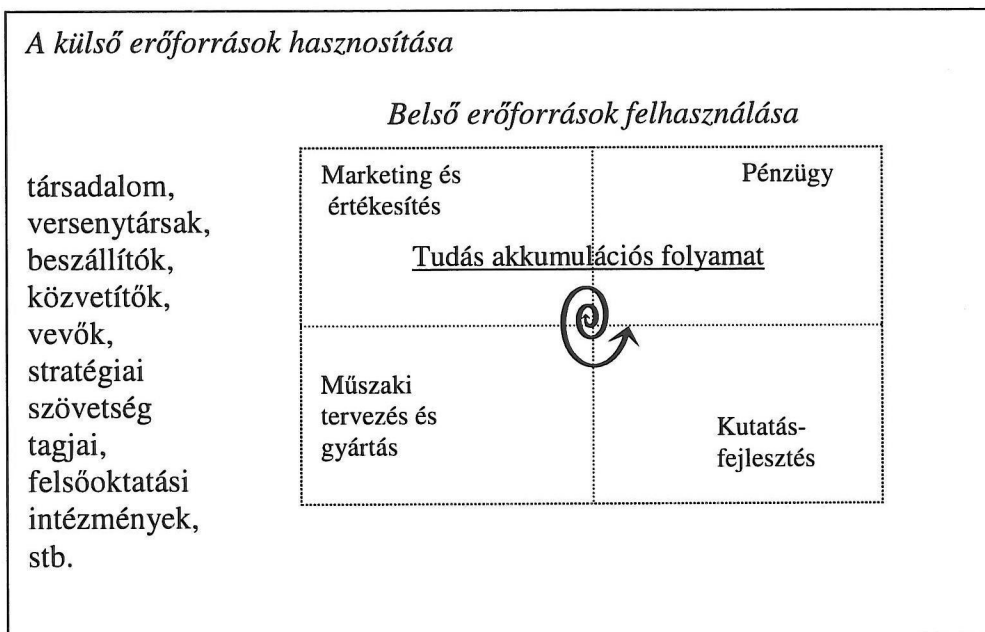 A külső erőforrások hasznosítása
Belső erőforrások felhasználása
társadalom,
versenytársak,
beszállítók,
közvetítők,
vevők,
stratégiai
szövetség
tagjai,
felsőoktatási
intézmények,
stb.
Marketing és
értékesítés
Pénzügy
Tudás akkumulációs folyamat
Műszaki
tervezés és
gyártás
Kutatás-
fejlesztés